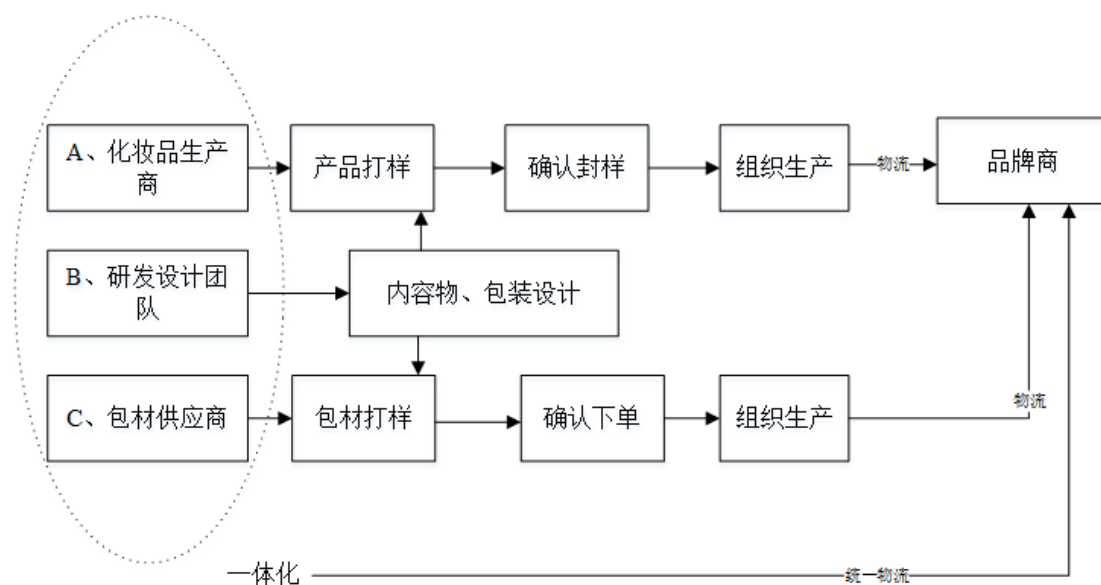 A、化妆品生产
商
产品打样
确认封样
组织生产
物流
品牌商
B、研发设计团
队
内容物、包装设计
C、包材供应商
包材打样
确认下单
组织生产
物流
一体化
统一物流